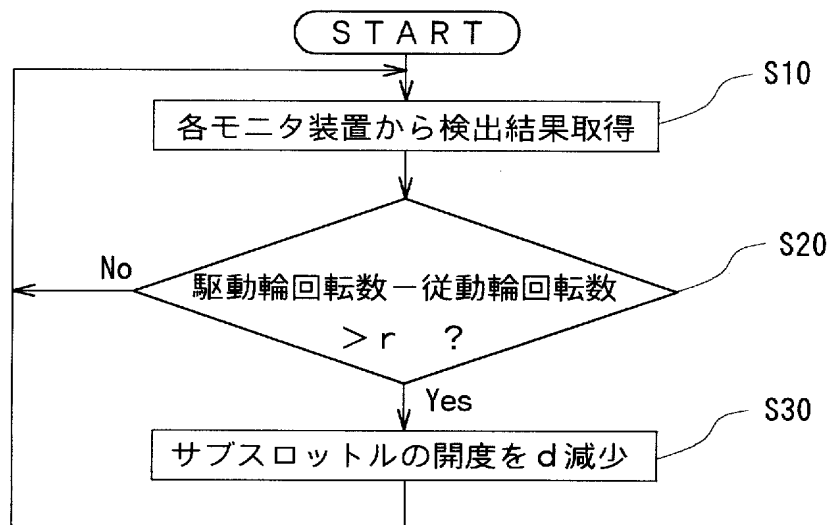 ＳＴＡＲＴ
S10
各モニタ装置から検出結果取得
S20
No
駆動輪回転数－従動輪回転数
＞ｒ ？
Yes
S30
サブスロットルの開度をｄ減少